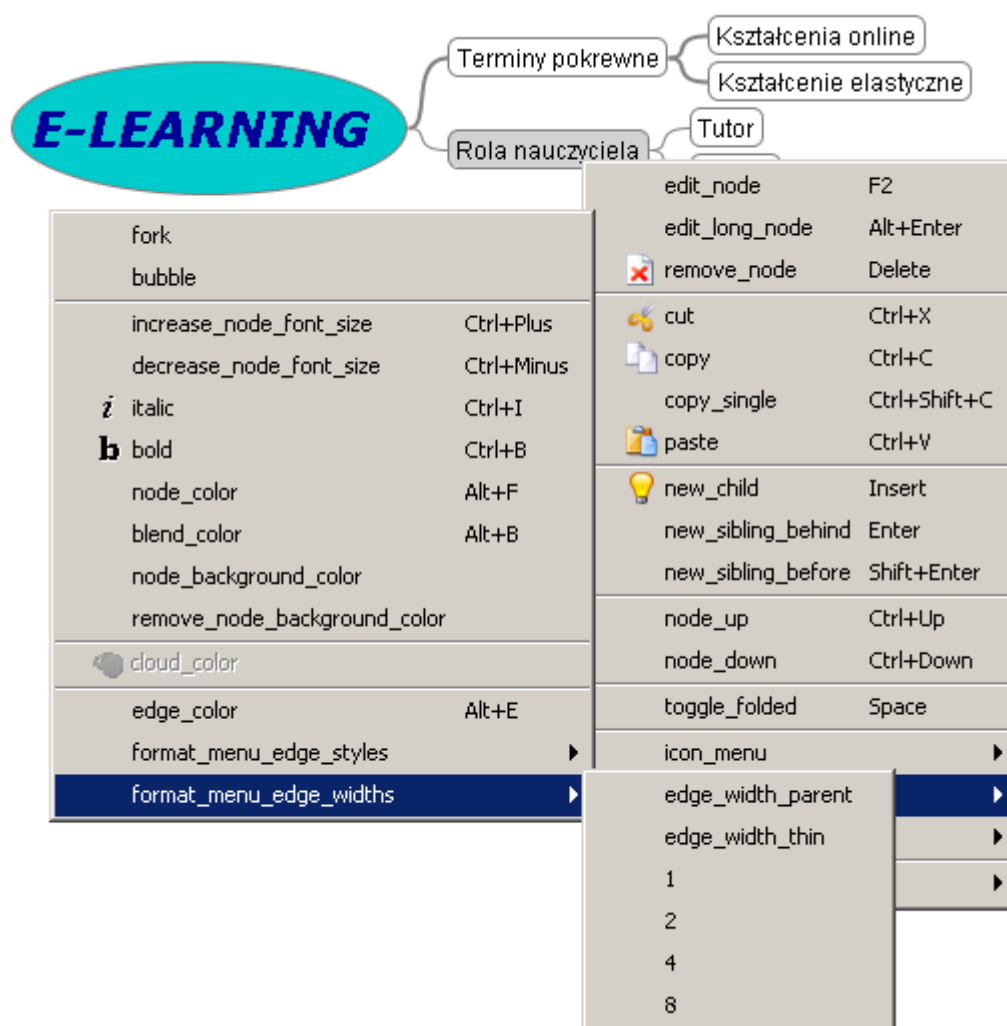 Kształcenia online
Terminy pokrewne
Kształcenie elastyczne
E-LEARNING
Tutor
Rola nauczyciela
edit_node F2
edit_long_node Alt+Enter
remove_node Delete
cut Ctrl+X
copy Ctrl+C
copy_single Ctrl+Shift+C
paste Ctrl+V
new_child Insert
new_sibling_behind Enter
new_sibling_before Shift+Enter
node_up Ctrl+Up
node_down Ctrl+Down
toggle_folded Space
icon_menu
fork
bubble
increase_node_font_size Ctrl+Plus
decrease_node_font_size Ctrl+Minus
i italic Ctrl+I
b bold Ctrl+B
node_color Alt+F
blend_color Alt+B
node_background_color
remove_node_background_color
cloud_color
edge_color Alt+E
format_menu_edge_styles
format_menu_edge_widths
edge_width_parent
edge_width_thin
1
2
4
8